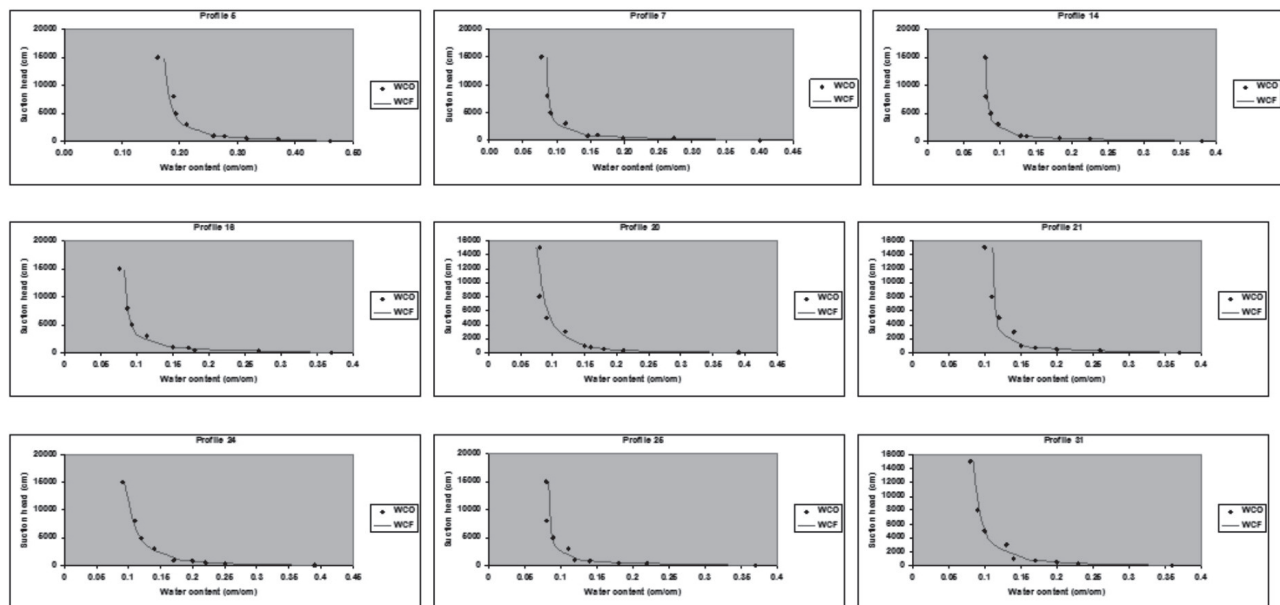 Profile 5
Suction head (cm)
20000
15000
10000
5000
0
0.00 0.10 0.20 0.30 0.40 0.50
Water content (cm/cm)
WCO
WCF
Profile 7
Suction head (cm)
20000
15000
10000
5000
0
0.00 0.05 0.10 0.15 0.20 0.25 0.30 0.35 0.40 0.45
Water content (cm/cm)
WCO
WCF
Profile 14
Suction head (cm)
20000
15000
10000
5000
0
0 0.05 0.1 0.15 0.2 0.25 0.3 0.35 0.4
Water content (cm/cm)
WCO
WCF
Profile 16
Suction head (cm)
20000
15000
10000
5000
0
0 0.05 0.1 0.15 0.2 0.25 0.3 0.35 0.4
Water content (cm/cm)
WCO
WCF
Profile 20
Suction head (cm)
16000
14000
12000
10000
8000
6000
4000
2000
0
0 0.05 0.1 0.15 0.2 0.25 0.3 0.35 0.4 0.45
Water content (cm/cm)
WCO
WCF
Profile 21
Suction head (cm)
16000
14000
12000
10000
8000
6000
4000
2000
0
0 0.05 0.1 0.15 0.2 0.25 0.3 0.35 0.4
Water content (cm/cm)
WCO
WCF
Profile 24
Suction head (cm)
20000
15000
10000
5000
0
0 0.05 0.1 0.15 0.2 0.25 0.3 0.35 0.4 0.45
Water content (cm/cm)
WCO
WCF
Profile 25
Suction head (cm)
20000
15000
10000
5000
0
0 0.05 0.1 0.15 0.2 0.25 0.3 0.35 0.4
Water content (cm/cm)
WCO
WCF
Profile 31
Suction head (cm)
16000
14000
12000
10000
8000
6000
4000
2000
0
0 0.05 0.1 0.15 0.2 0.25 0.3 0.35 0.4
Water content (cm/cm)
WCO
WCF